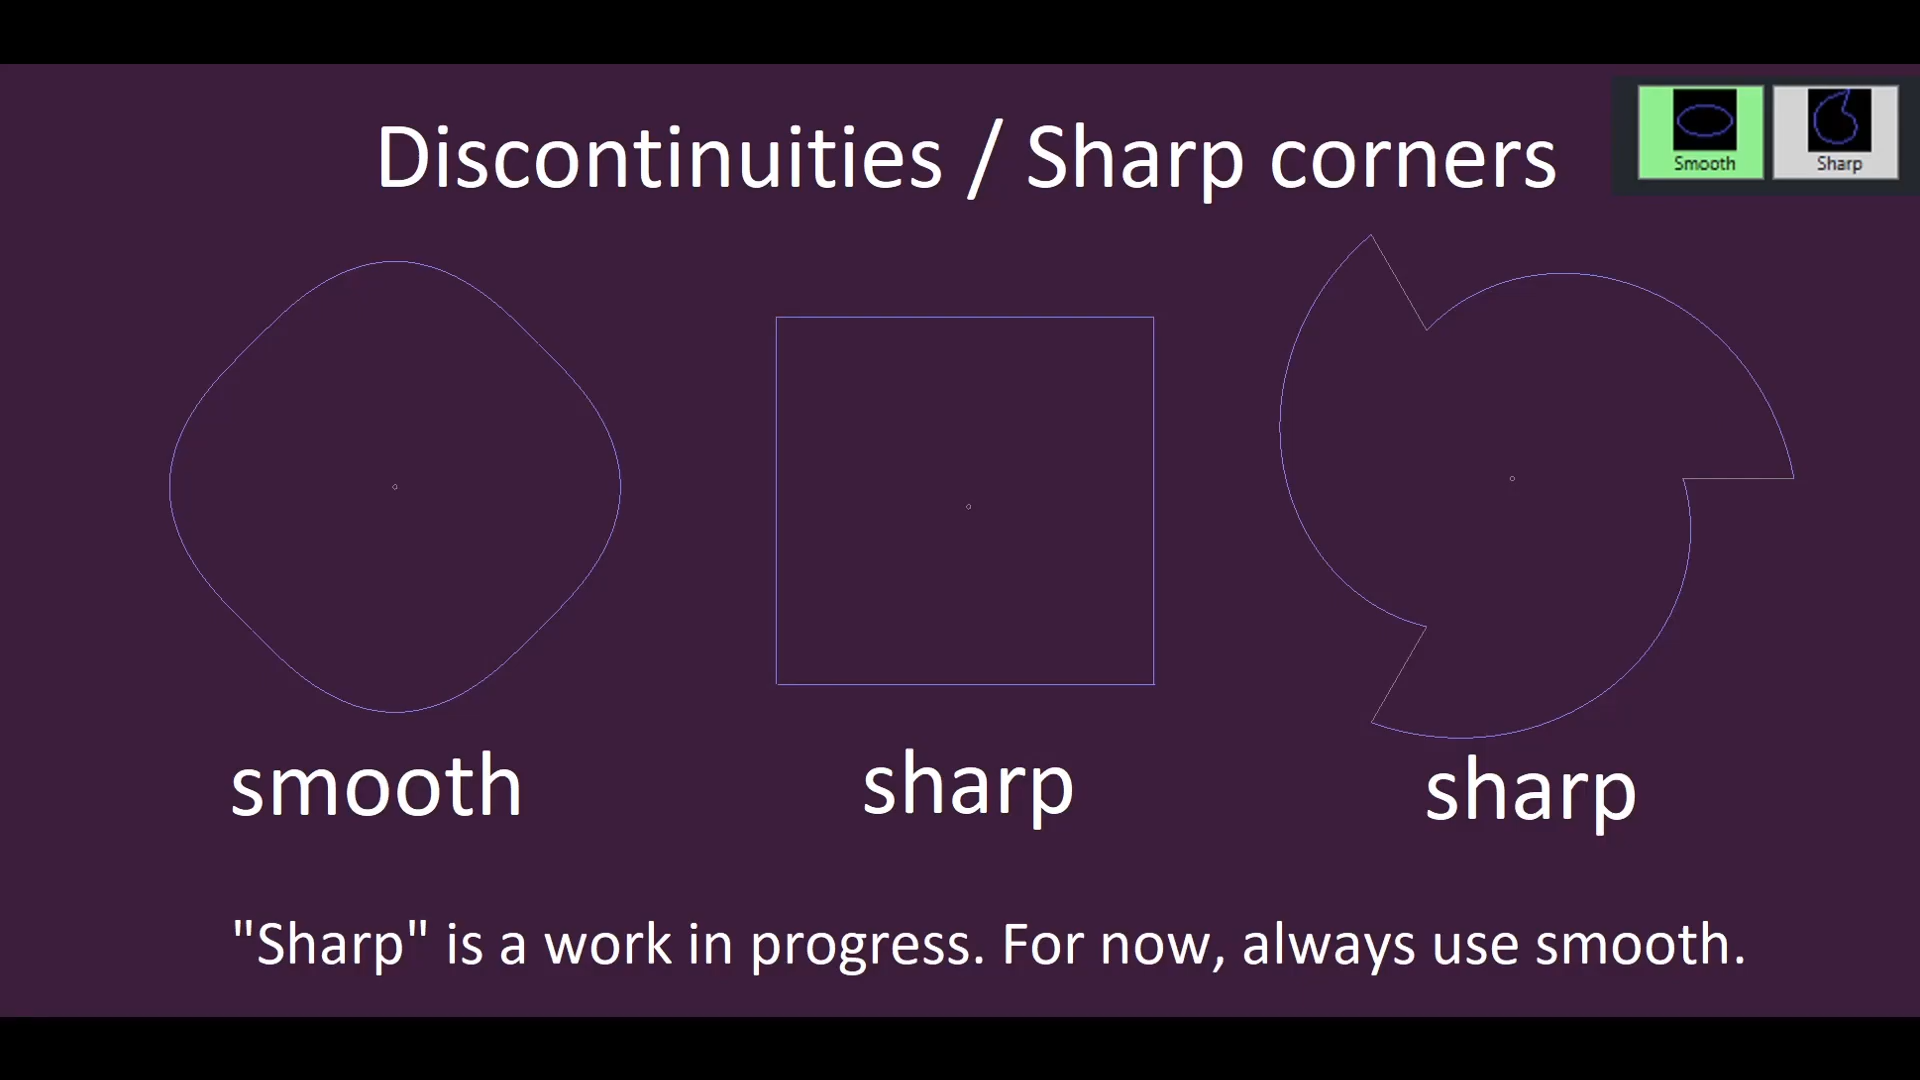 Discontinuities / Sharp corners
Smooth
Sharp
smooth
sharp
sharp
"Sharp" is a work in progress. For now, always use smooth.